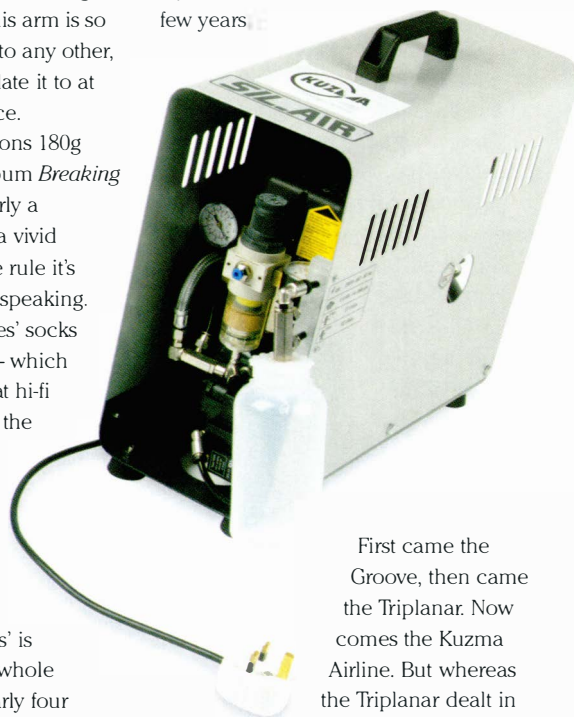 his arm is so
to any other,
late it to at
ce.
ons 180g
bum Breaking
rly a
a vivid
e rule it's
speaking.
es' socks
- which
at hi-fi
the
s' is
whole
rly four
few years
KUZMA
SIL.AIR
First came the
Groove, then came
the Triplanar. Now
comes the Kuzma
Airline. But whereas
the Triplanar dealt in